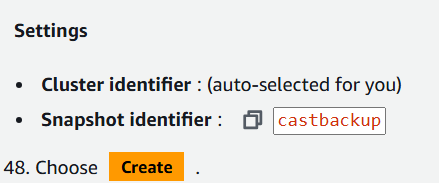 Settings
• Cluster identifier : (auto-selected for you)
• Snapshot identifier : castbackup
48. Choose Create .